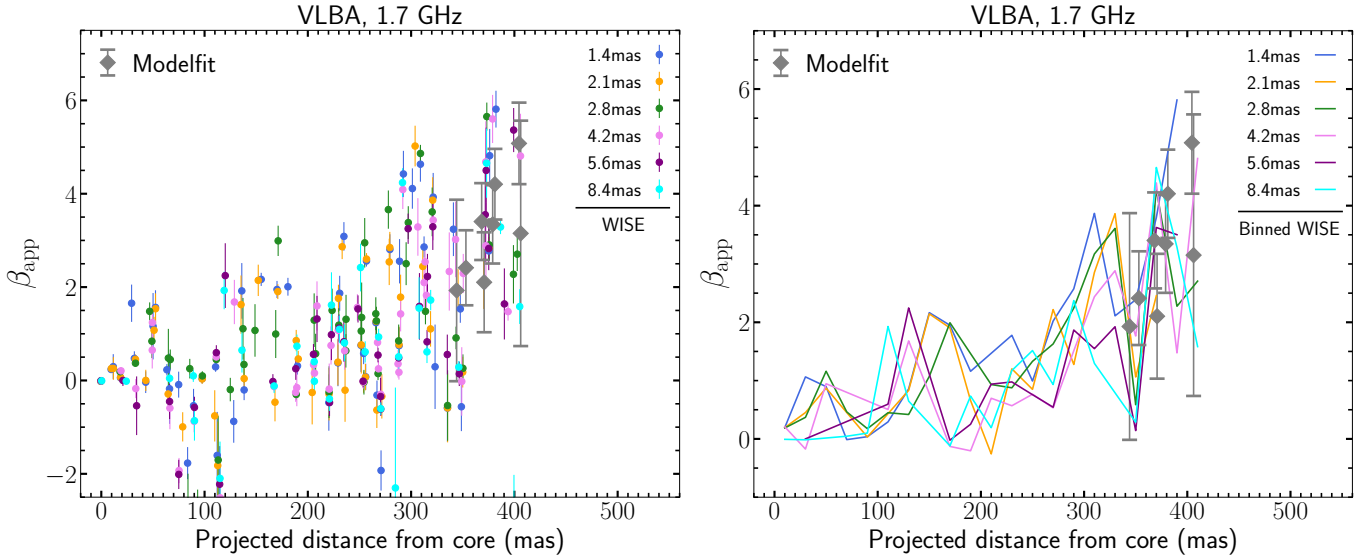 VLBA, 1.7 GHz
Modelfit
1.4mas
2.1mas
2.8mas
4.2mas
5.6mas
8.4mas
WISE
6
4
2
0
−2
β_app
0 100 200 300 400 500
Projected distance from core (mas)
VLBA, 1.7 GHz
Modelfit
1.4mas
2.1mas
2.8mas
4.2mas
5.6mas
8.4mas
Binned WISE
6
4
2
0
β_app
0 100 200 300 400 500
Projected distance from core (mas)